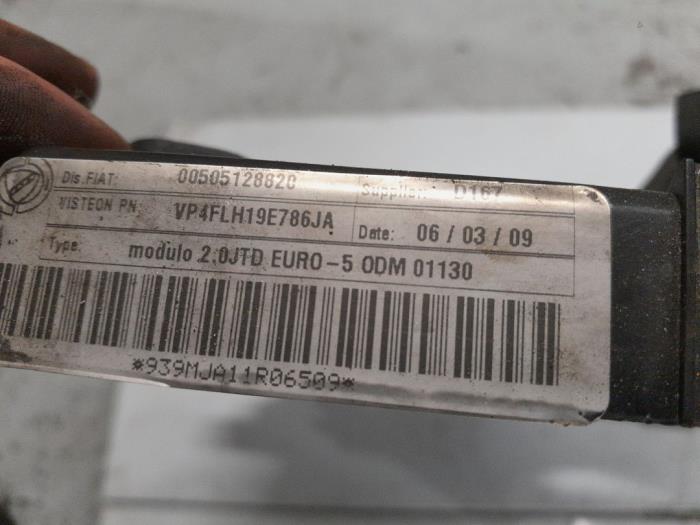 Dis.FIAT: 00505128820 Supplier: D167
VISTEON PN: VP4FLH19E786JA Date: 06 / 03 / 09
Type: modulo 2.0JTD EURO-5 ODM 01130
*939MJA11R06509*